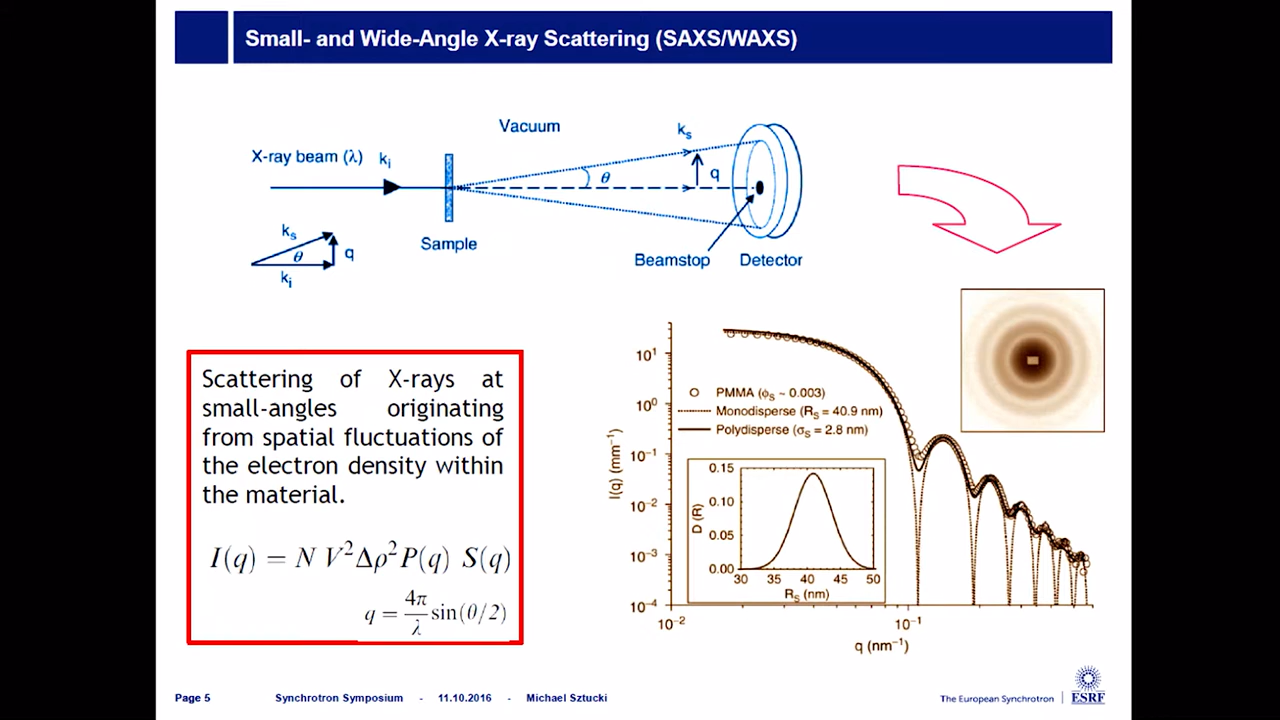 Small- and Wide-Angle X-ray Scattering (SAXS/WAXS)
Vacuum
X-ray beam (λ)
ki
ks
θ
q
Sample
Beamstop
Detector
ks
θ
q
ki
Scattering of X-rays at
small-angles originating
from spatial fluctuations of
the electron density within
the material.
I(q) = N V²Δρ²P(q) S(q)
q = 4π/λ sin(θ/2)
I(q) (mm⁻¹)
10¹
10⁰
10⁻¹
10⁻²
10⁻³
10⁻⁴
PMMA (ϕS ~ 0.003)
Monodisperse (RS = 40.9 nm)
Polydisperse (σS = 2.8 nm)
D (R)
0.15
0.10
0.05
0.00
30 35 40 45 50
RS (nm)
10⁻² 10⁻¹
q (nm⁻¹)
Page 5 Synchrotron Symposium - 11.10.2016 - Michael Sztucki
The European Synchrotron
ESRF